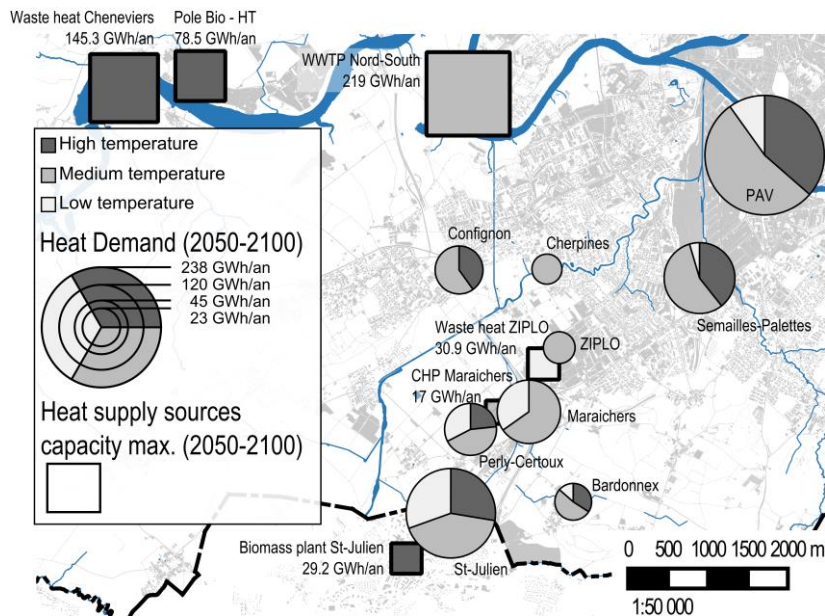 Waste heat Cheneviers
145.3 GWh/an
Pole Bio - HT
78.5 GWh/an
WWTP Nord-South
219 GWh/an
High temperature
Medium temperature
Low temperature
Heat Demand (2050-2100)
238 GWh/an
120 GWh/an
45 GWh/an
23 GWh/an
Heat supply sources
capacity max. (2050-2100)
PAV
Confignon
Cherpines
Semailles-Palettes
Waste heat ZIPLO
30.9 GWh/an
ZIPLO
CHP Maraichers
17 GWh/an
Maraichers
Perly-Certoux
Bardonnex
Biomass plant St-Julien
29.2 GWh/an
St-Julien
0 500 1000 1500 2000 m
1:50 000